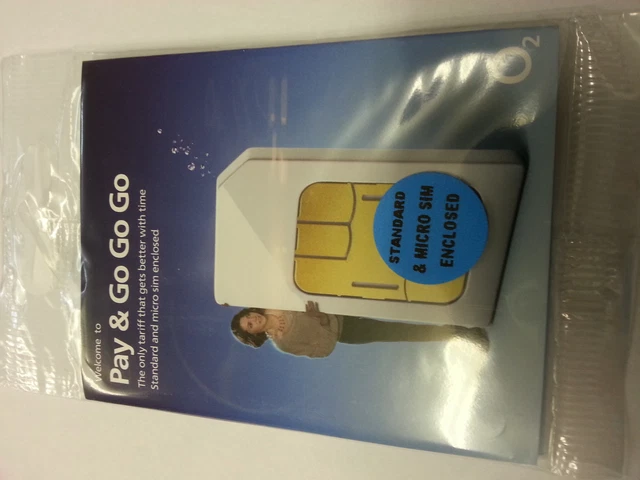 O2
Welcome to
Pay & Go Go Go
The only tariff that gets better with time
Standard and micro sim enclosed
STANDARD
& MICRO SIM
ENCLOSED